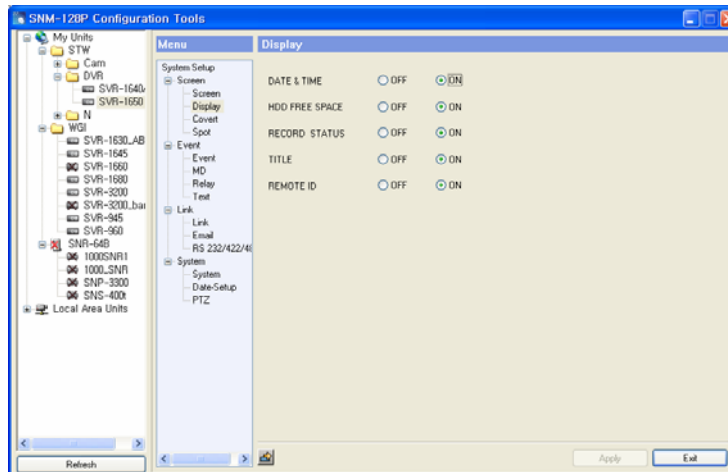 SNM-128P Configuration Tools
My Units
STW
Cam
DVR
SVR-1640/
SVR-1650
N
WGI
SVR-1630_AB
SVR-1645
SVR-1660
SVR-1680
SVR-3200
SVR-3200_bar
SVR-945
SVR-960
SNR-64B
1000SNR1
1000_SNR
SNP-3300
SNS-400t
Local Area Units
Refresh
Menu
System Setup
Screen
Screen
Display
Covert
Spot
Event
Event
MD
Relay
Text
Link
Link
Email
RS 232/422/48
System
System
Date-Setup
PTZ
Display
DATE & TIME OFF ON
HDD FREE SPACE OFF ON
RECORD STATUS OFF ON
TITLE OFF ON
REMOTE ID OFF ON
Apply Exit